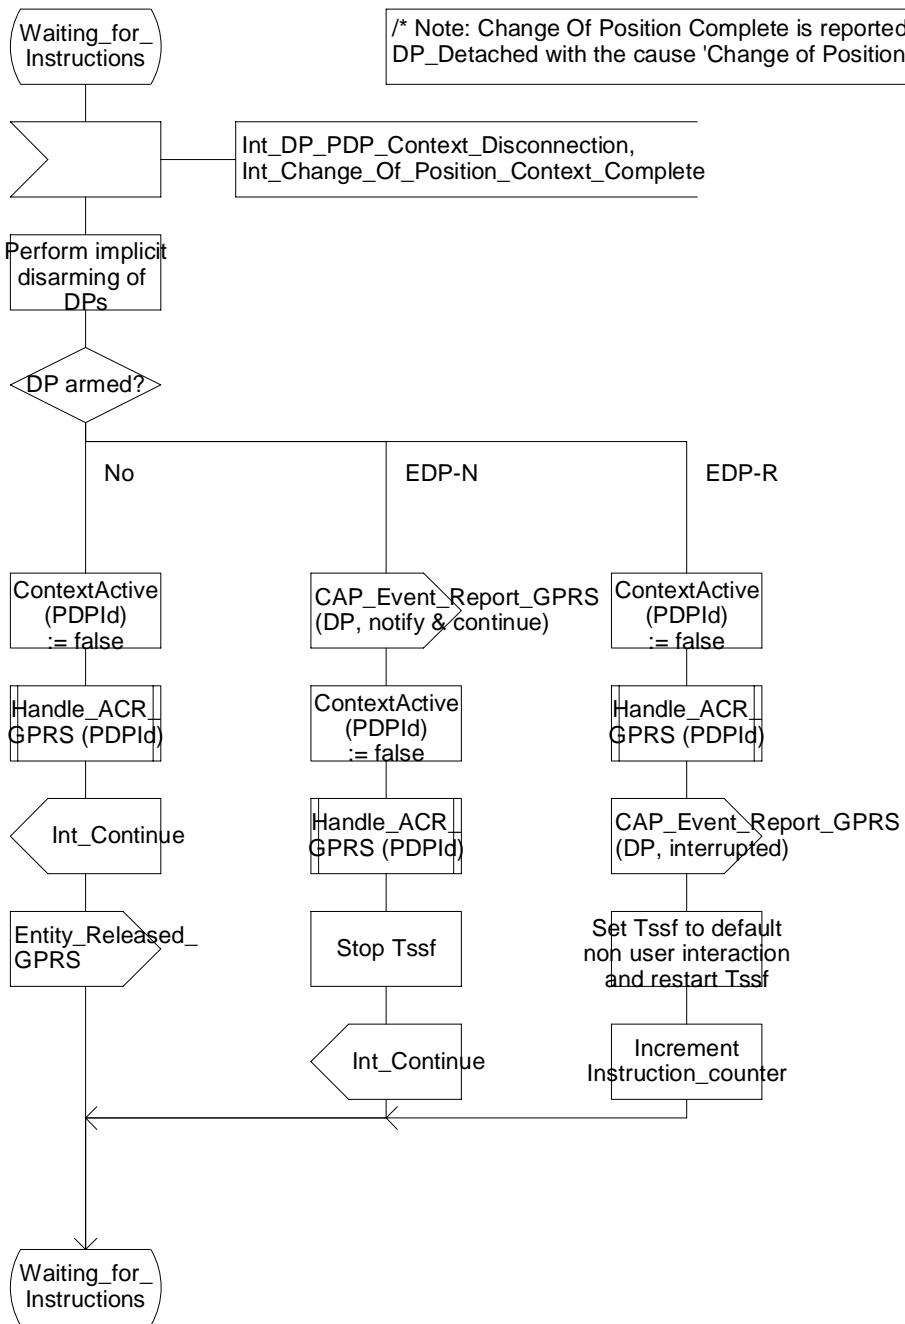 Waiting_for_
Instructions
/* Note: Change Of Position Complete is reported
DP_Detached with the cause 'Change of Position
Int_DP_PDP_Context_Disconnection,
Int_Change_Of_Position_Context_Complete
Perform implicit
disarming of
DPs
DP armed?
No
EDP-N
EDP-R
ContextActive
(PDPId)
:= false
Handle_ACR_
GPRS (PDPId)
Int_Continue
Entity_Released_
GPRS
CAP_Event_Report_GPRS
(DP, notify & continue)
ContextActive
(PDPId)
:= false
Handle_ACR_
GPRS (PDPId)
Stop Tssf
Int_Continue
ContextActive
(PDPId)
:= false
Handle_ACR_
GPRS (PDPId)
CAP_Event_Report_GPRS
(DP, interrupted)
Set Tssf to default
non user interaction
and restart Tssf
Increment
Instruction_counter
Waiting_for_
Instructions